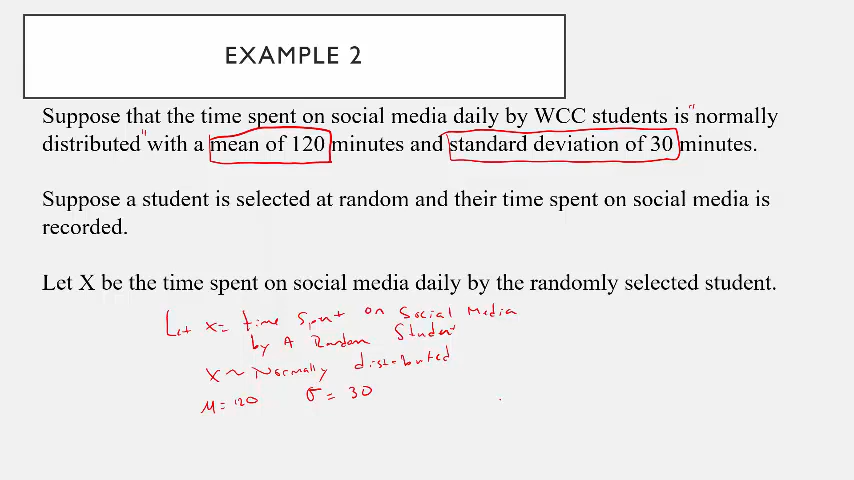 EXAMPLE 2
Suppose that the time spent on social media daily by WCC students is "normally
distributed" with a mean of 120 minutes and standard deviation of 30 minutes.
Suppose a student is selected at random and their time spent on social media is
recorded.
Let X be the time spent on social media daily by the randomly selected student.
Let x = time Spent on Social Media
by A Random Student
X ~ Normally distributed
μ = 120 σ = 30